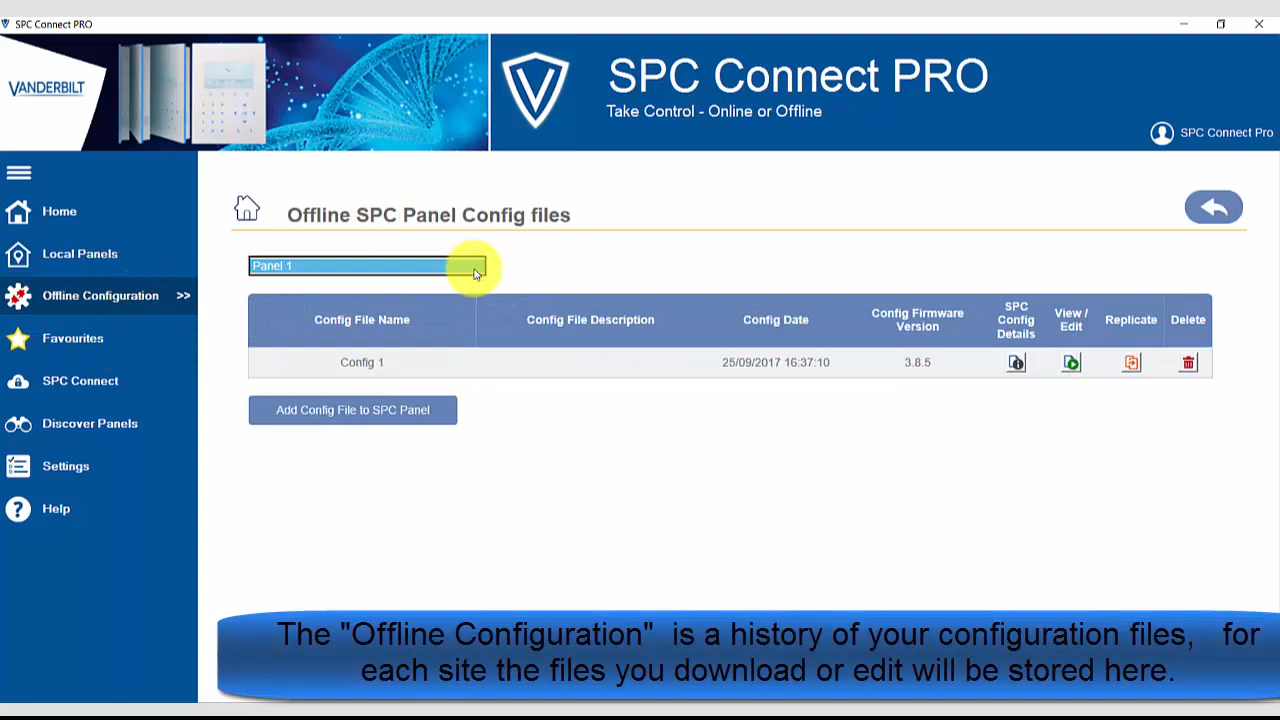 SPC Connect PRO
VANDERBILT
SPC Connect PRO
Take Control - Online or Offline
SPC Connect Pro
Home
Local Panels
Offline Configuration >>
Favourites
SPC Connect
Discover Panels
Settings
? Help
Offline SPC Panel Config files
Panel 1
Config File Name
Config File Description
Config Date
Config Firmware
Version
SPC
Config
Details
View /
Edit
Replicate
Delete
Config 1
25/09/2017 16:37:10
3.8.5
Add Config File to SPC Panel
The "Offline Configuration" is a history of your configuration files, for
each site the files you download or edit will be stored here.